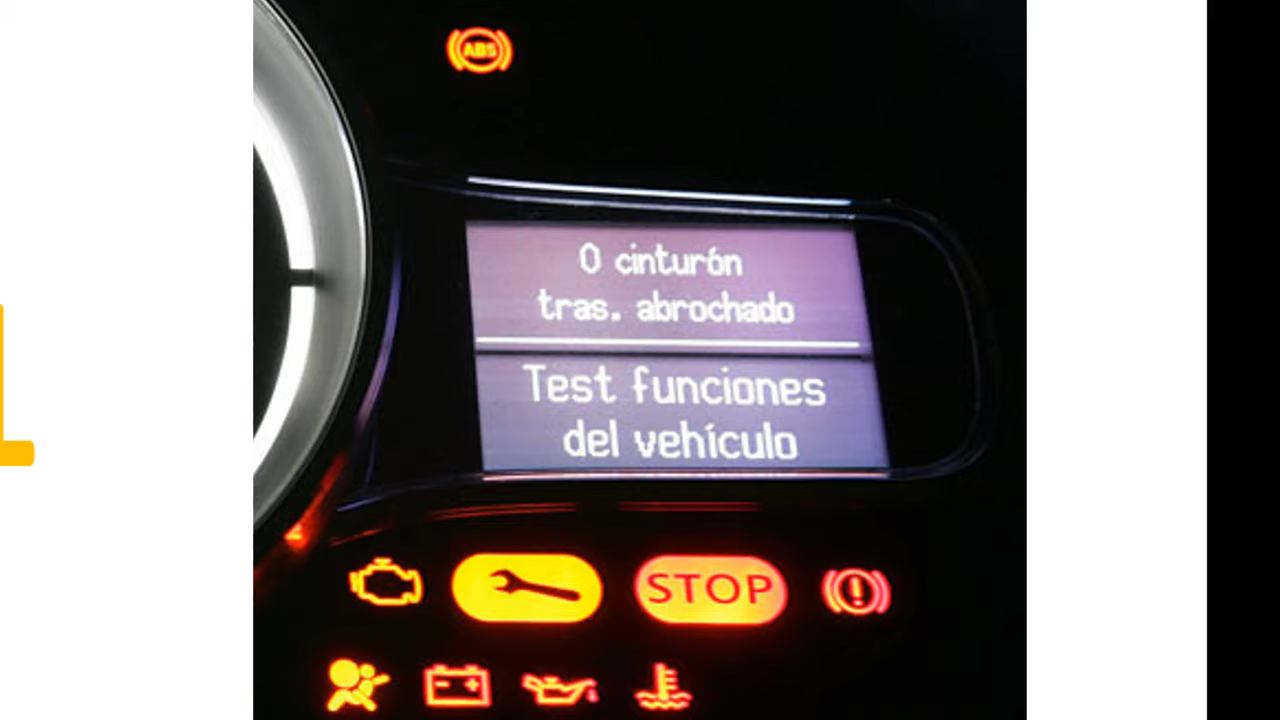 ABS
0 cinturón
tras. abrochado
Test funciones
del vehículo
STOP